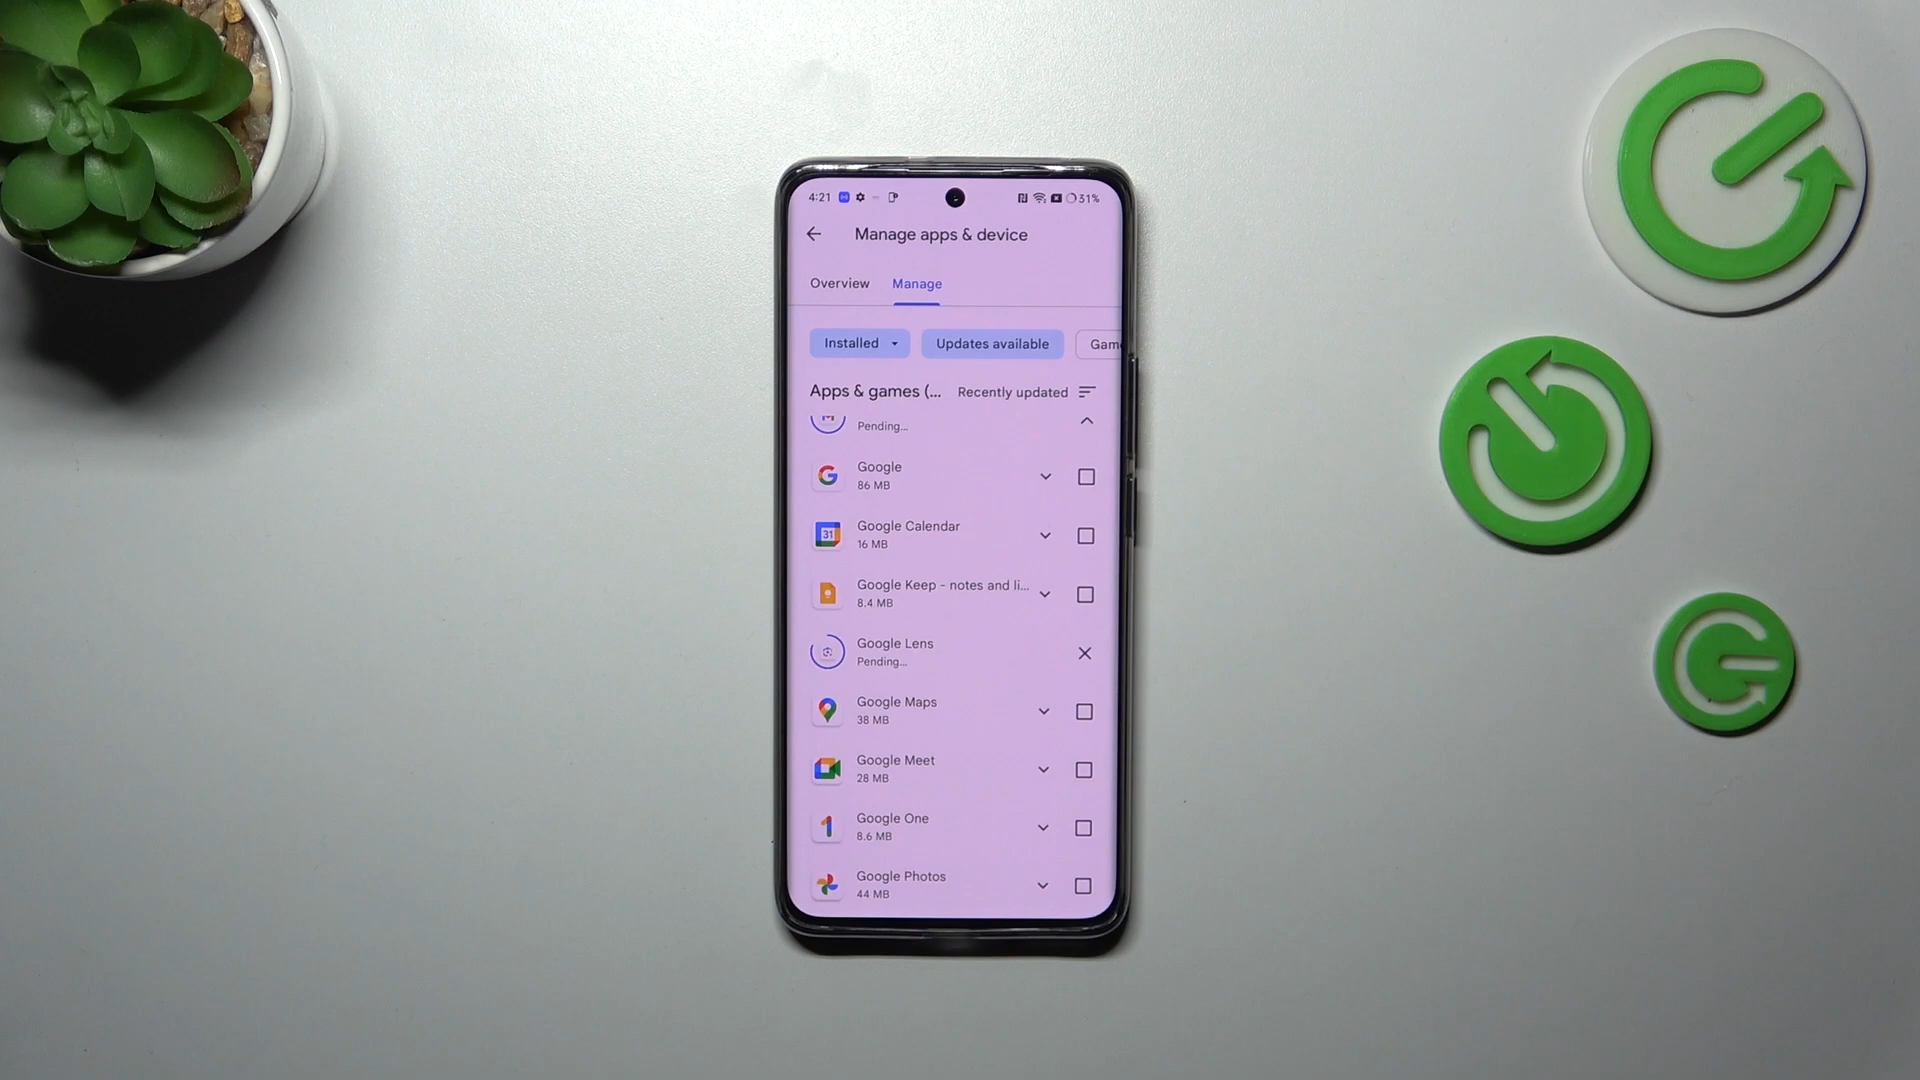 4:21
31%
Manage apps & device
Overview Manage
Installed Updates available Gam
Apps & games (... Recently updated
Pending...
Google
86 MB
Google Calendar
16 MB
31
Google Keep - notes and li...
8.4 MB
Google Lens
Pending...
Google Maps
38 MB
Google Meet
28 MB
Google One
8.6 MB
Google Photos
44 MB